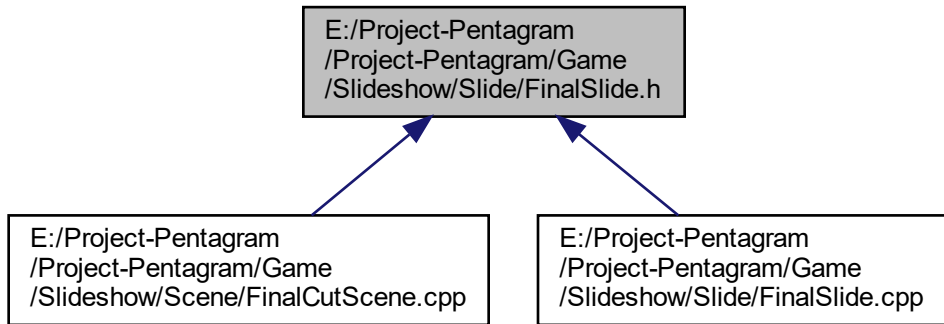 E:/Project-Pentagram
/Project-Pentagram/Game
/Slideshow/Slide/FinalSlide.h
E:/Project-Pentagram
/Project-Pentagram/Game
/Slideshow/Scene/FinalCutScene.cpp
E:/Project-Pentagram
/Project-Pentagram/Game
/Slideshow/Slide/FinalSlide.cpp